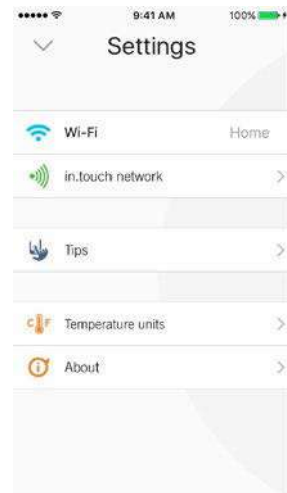 9:41 AM 100%
Settings
Wi-Fi Home
in.touch network
Tips
C F Temperature units
About